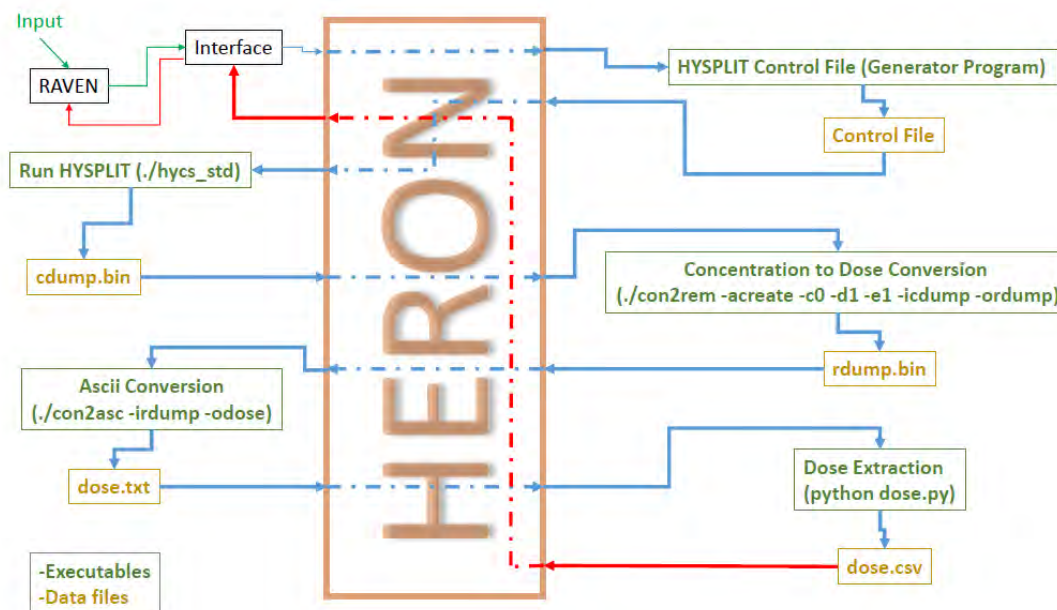 Input
RAVEN
Interface
HERON
HYSPLIT Control File (Generator Program)
Control File
Run HYSPLIT (./hycs_std)
cdump.bin
Concentration to Dose Conversion
(./con2rem -acreate -c0 -d1 -e1 -icdump -ordump)
rdump.bin
Ascii Conversion
(./con2asc -irdump -odose)
dose.txt
Dose Extraction
(python dose.py)
dose.csv
-Executables
-Data files